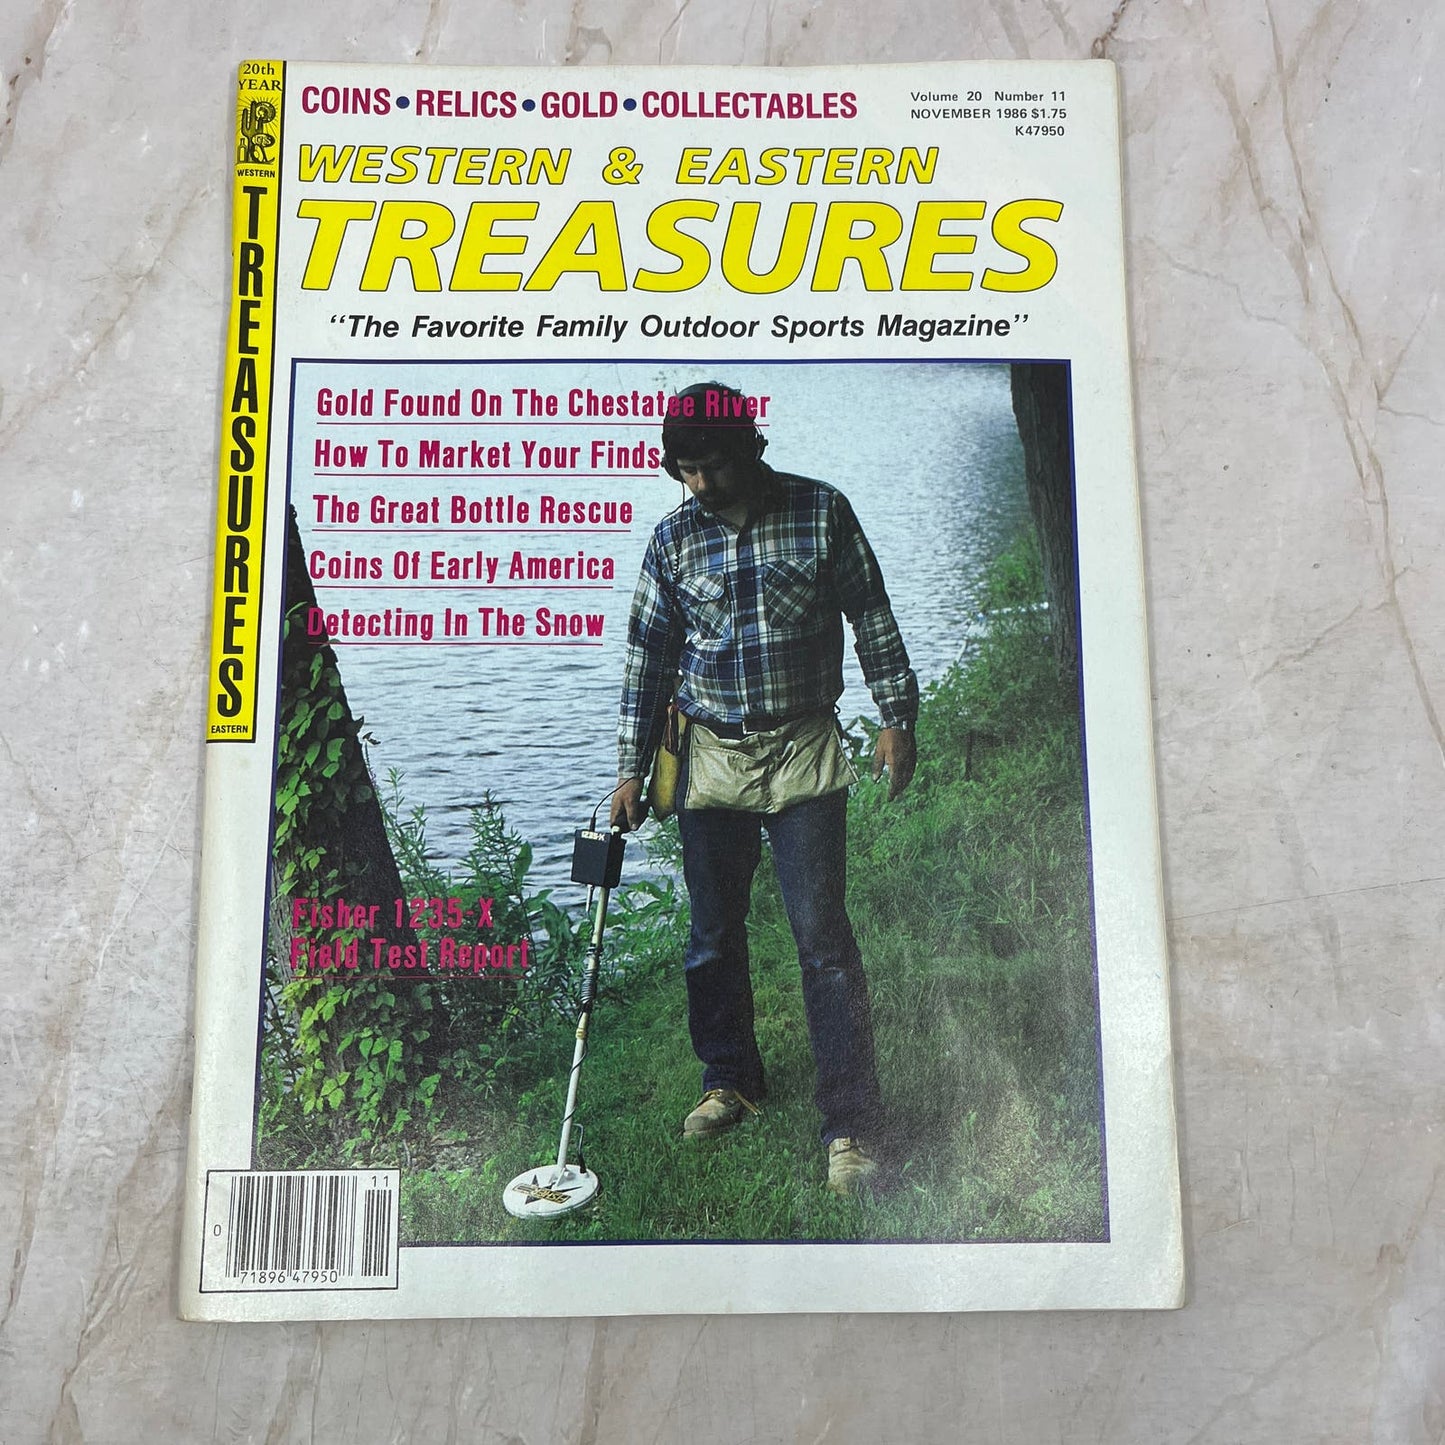 20th
YEAR
WESTERN
TREASURES
EASTERN
COINS•RELICS•GOLD•COLLECTABLES
Volume 20 Number 11
NOVEMBER 1986 $1.75
K47950
WESTERN & EASTERN
TREASURES
"The Favorite Family Outdoor Sports Magazine"
Gold Found On The Chestatee River
How To Market Your Finds
The Great Bottle Rescue
Coins Of Early America
Detecting In The Snow
1235-X
Fisher 1235-X
Field Test Report
11
0
71896 47950